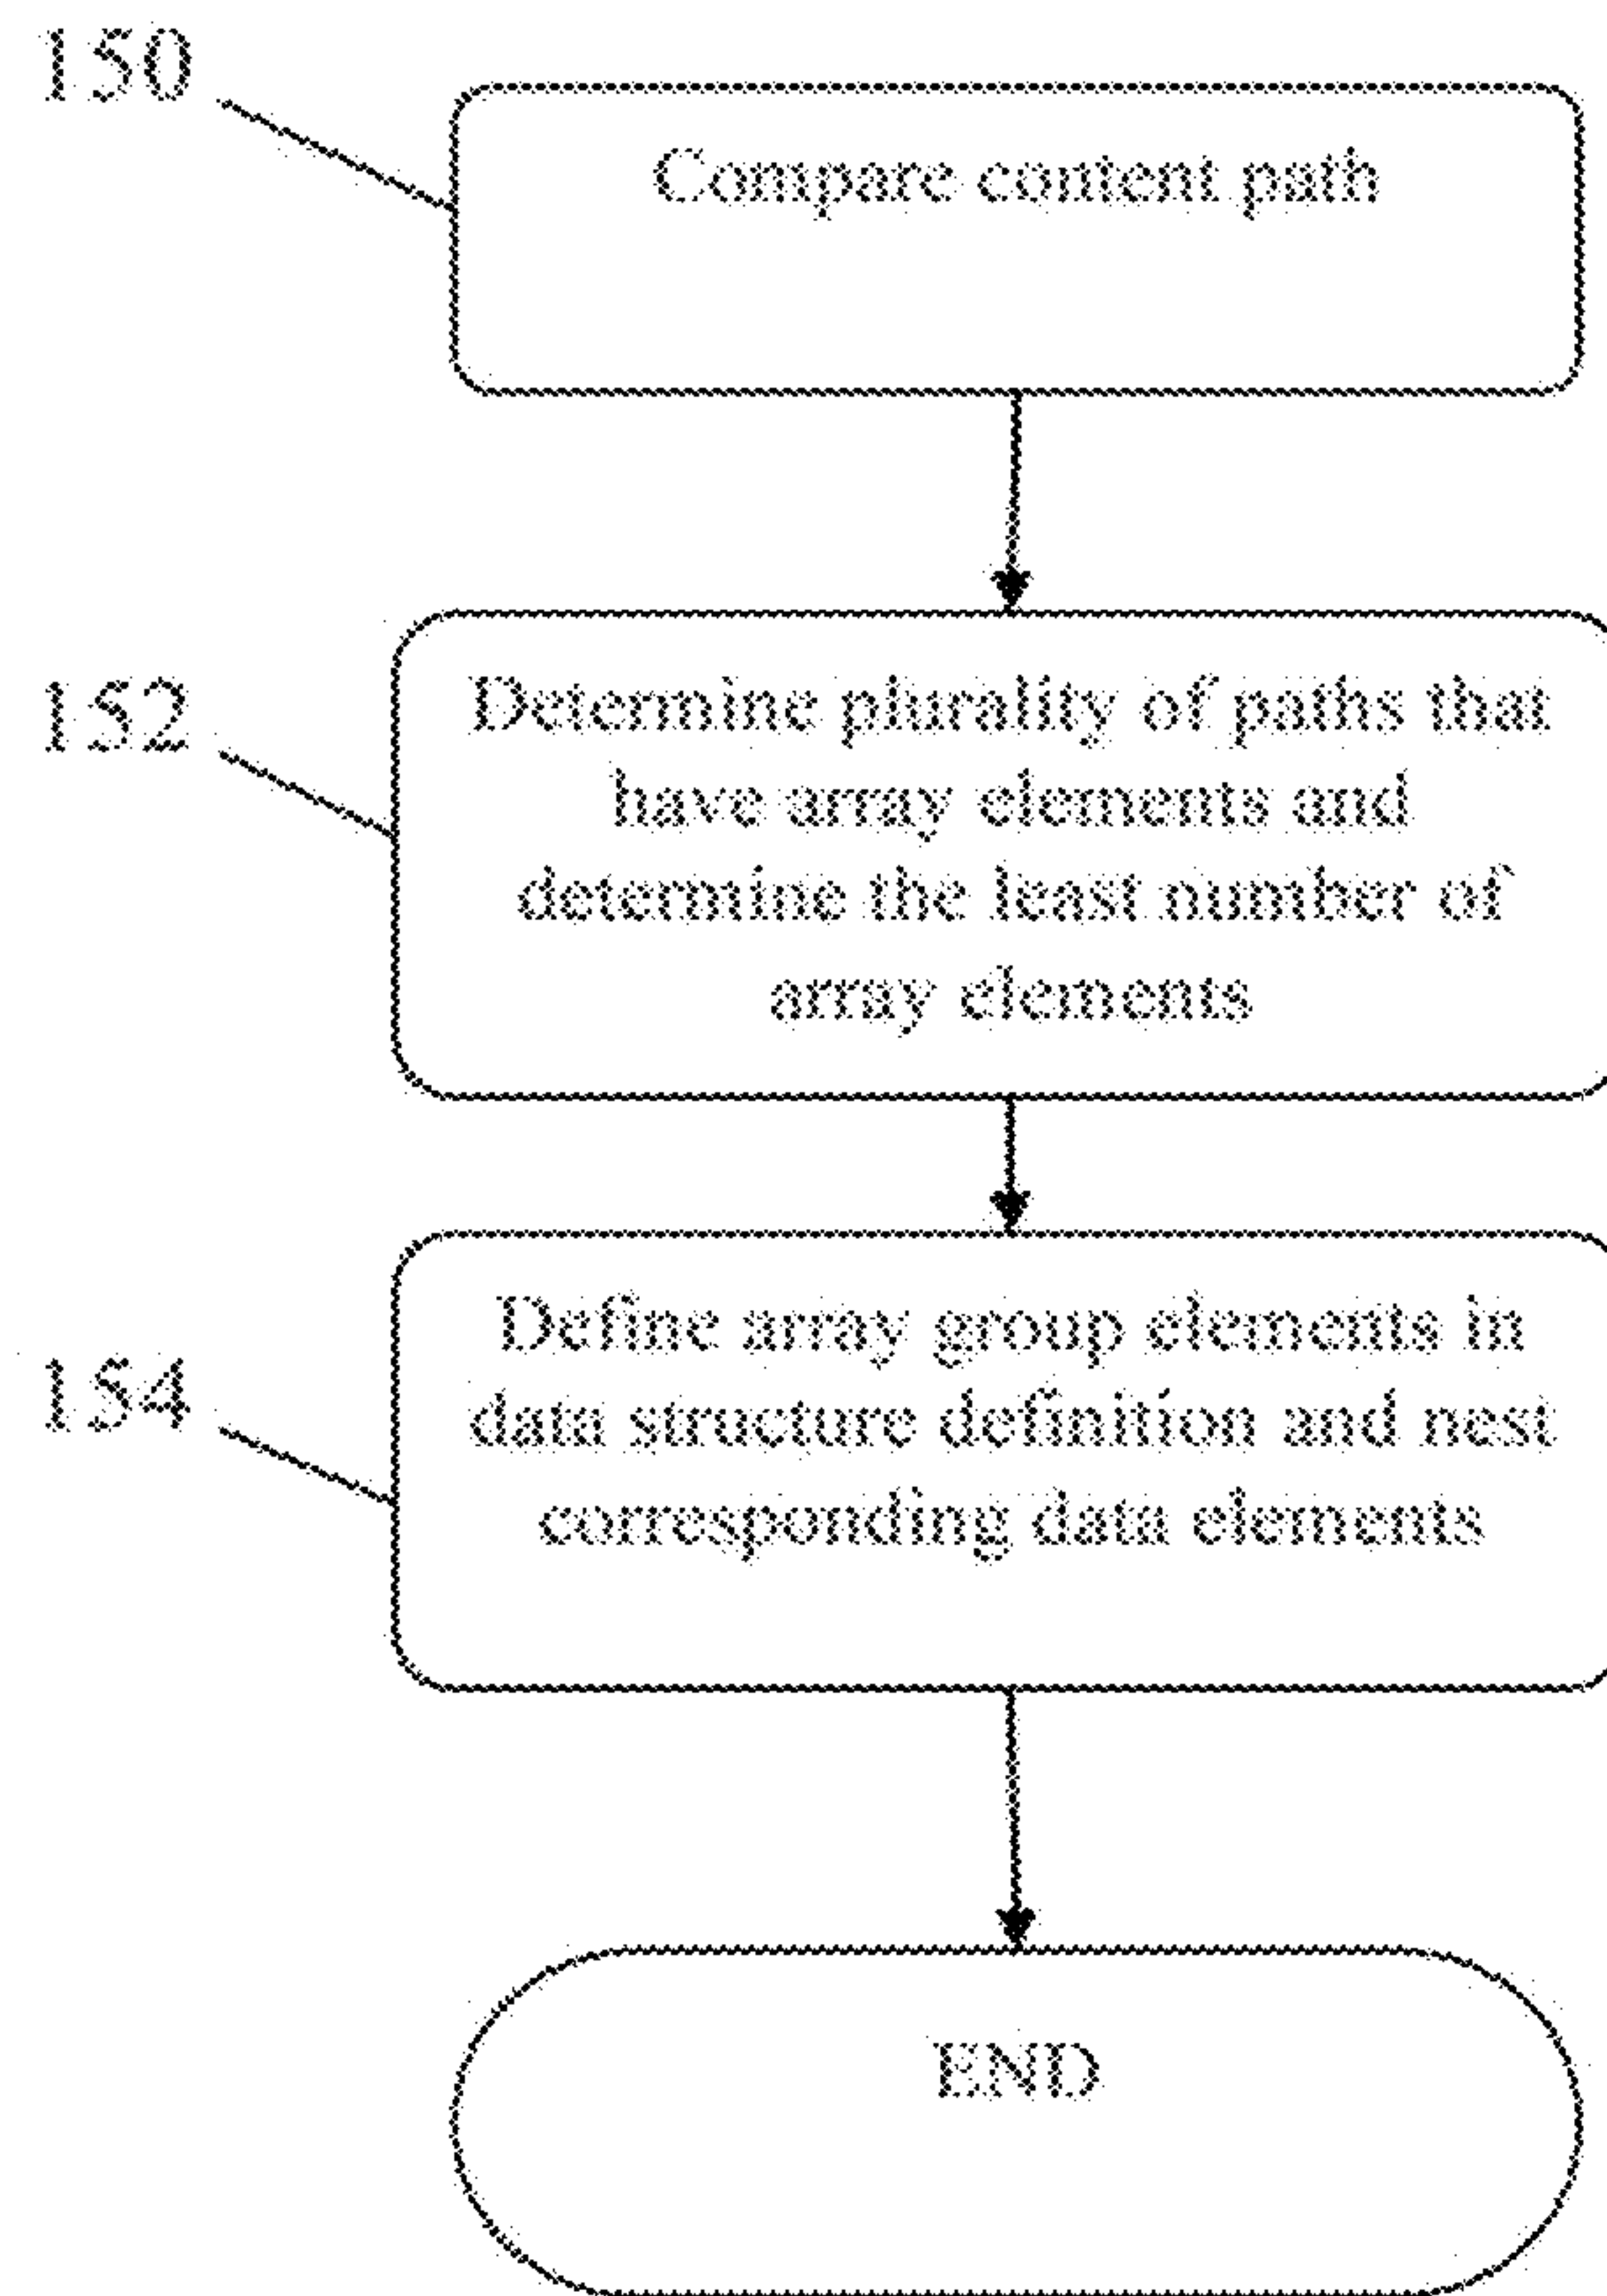 150
Compare content path
152
Determine plurality of paths that
have array elements and
determine the least number of
array elements
154
Define array group elements in
data structure definition and nest
corresponding data elements
END